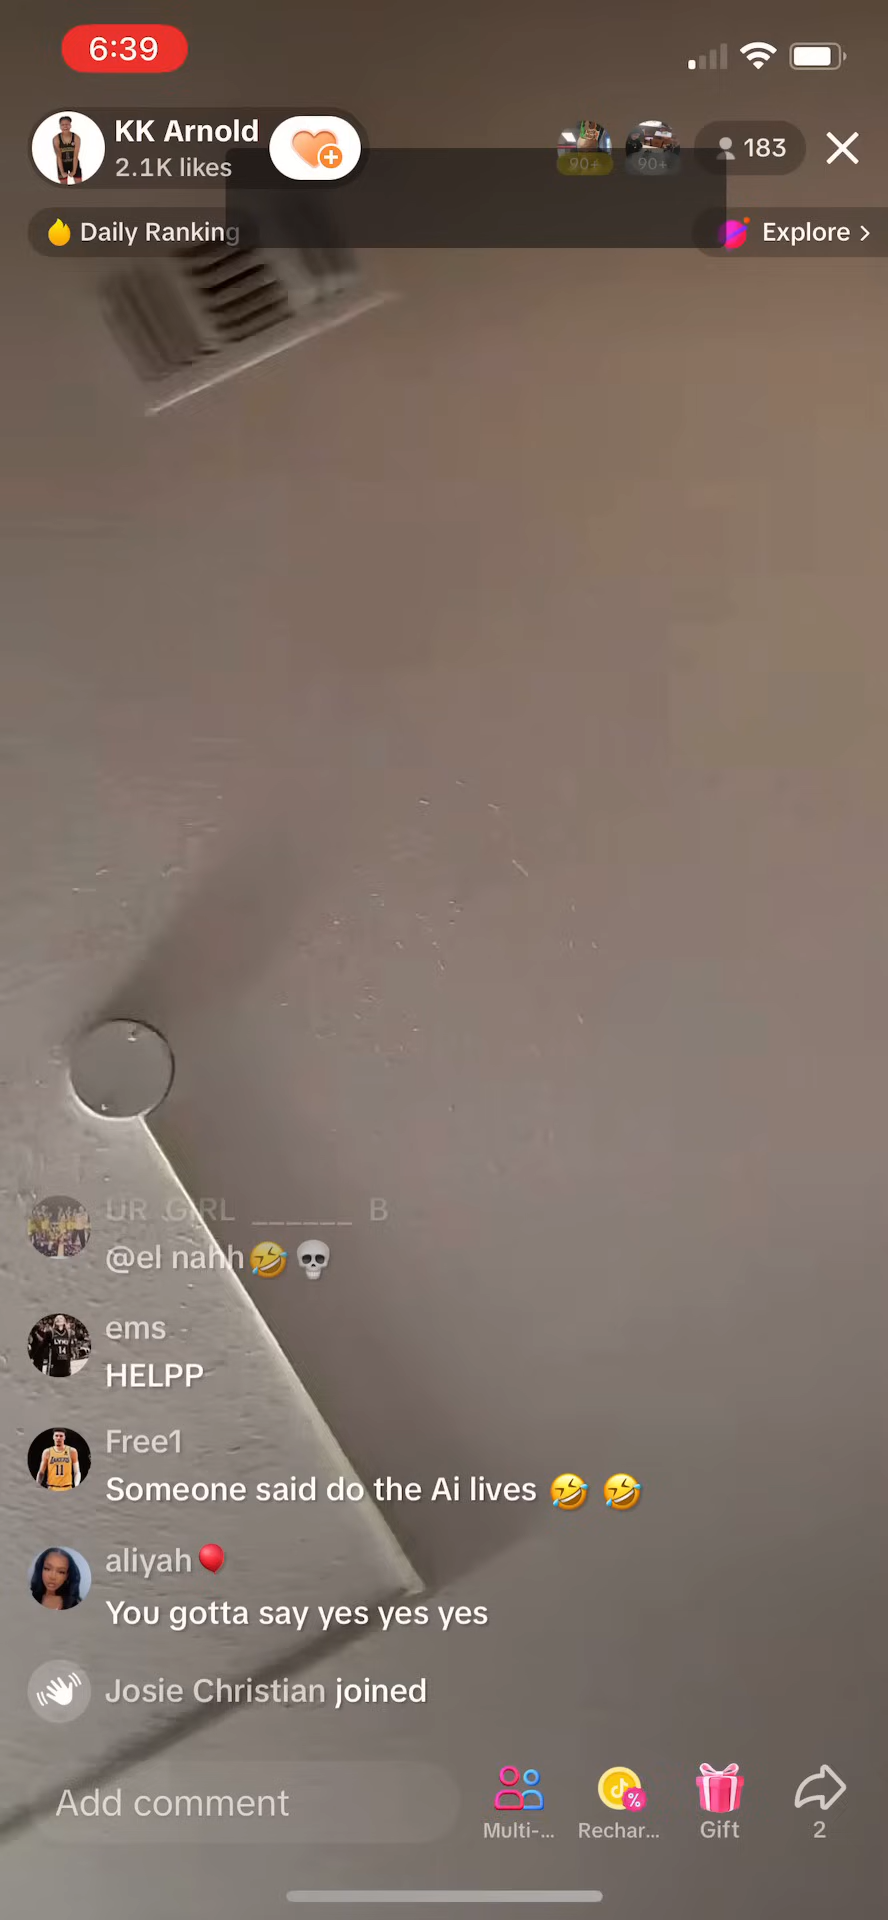 6:39
KK Arnold
2.1K likes
90+
90+
183
Daily Ranking
Explore >
UR GIRL ______ B
@el nahh🤣💀
ems
HELPP
Free1
Someone said do the Ai lives 🤣 🤣
aliyah🎈
You gotta say yes yes yes
Josie Christian joined
Add comment
Multi-...
Rechar...
Gift
2